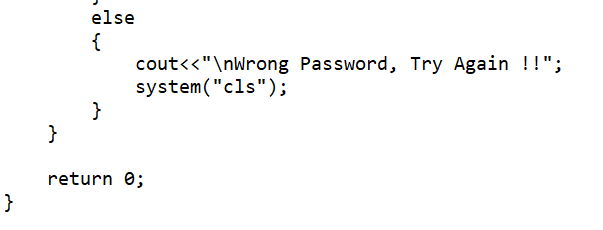 }
else
{
cout<<"\nWrong Password, Try Again !!";
system("cls");
}
}
return 0;
}